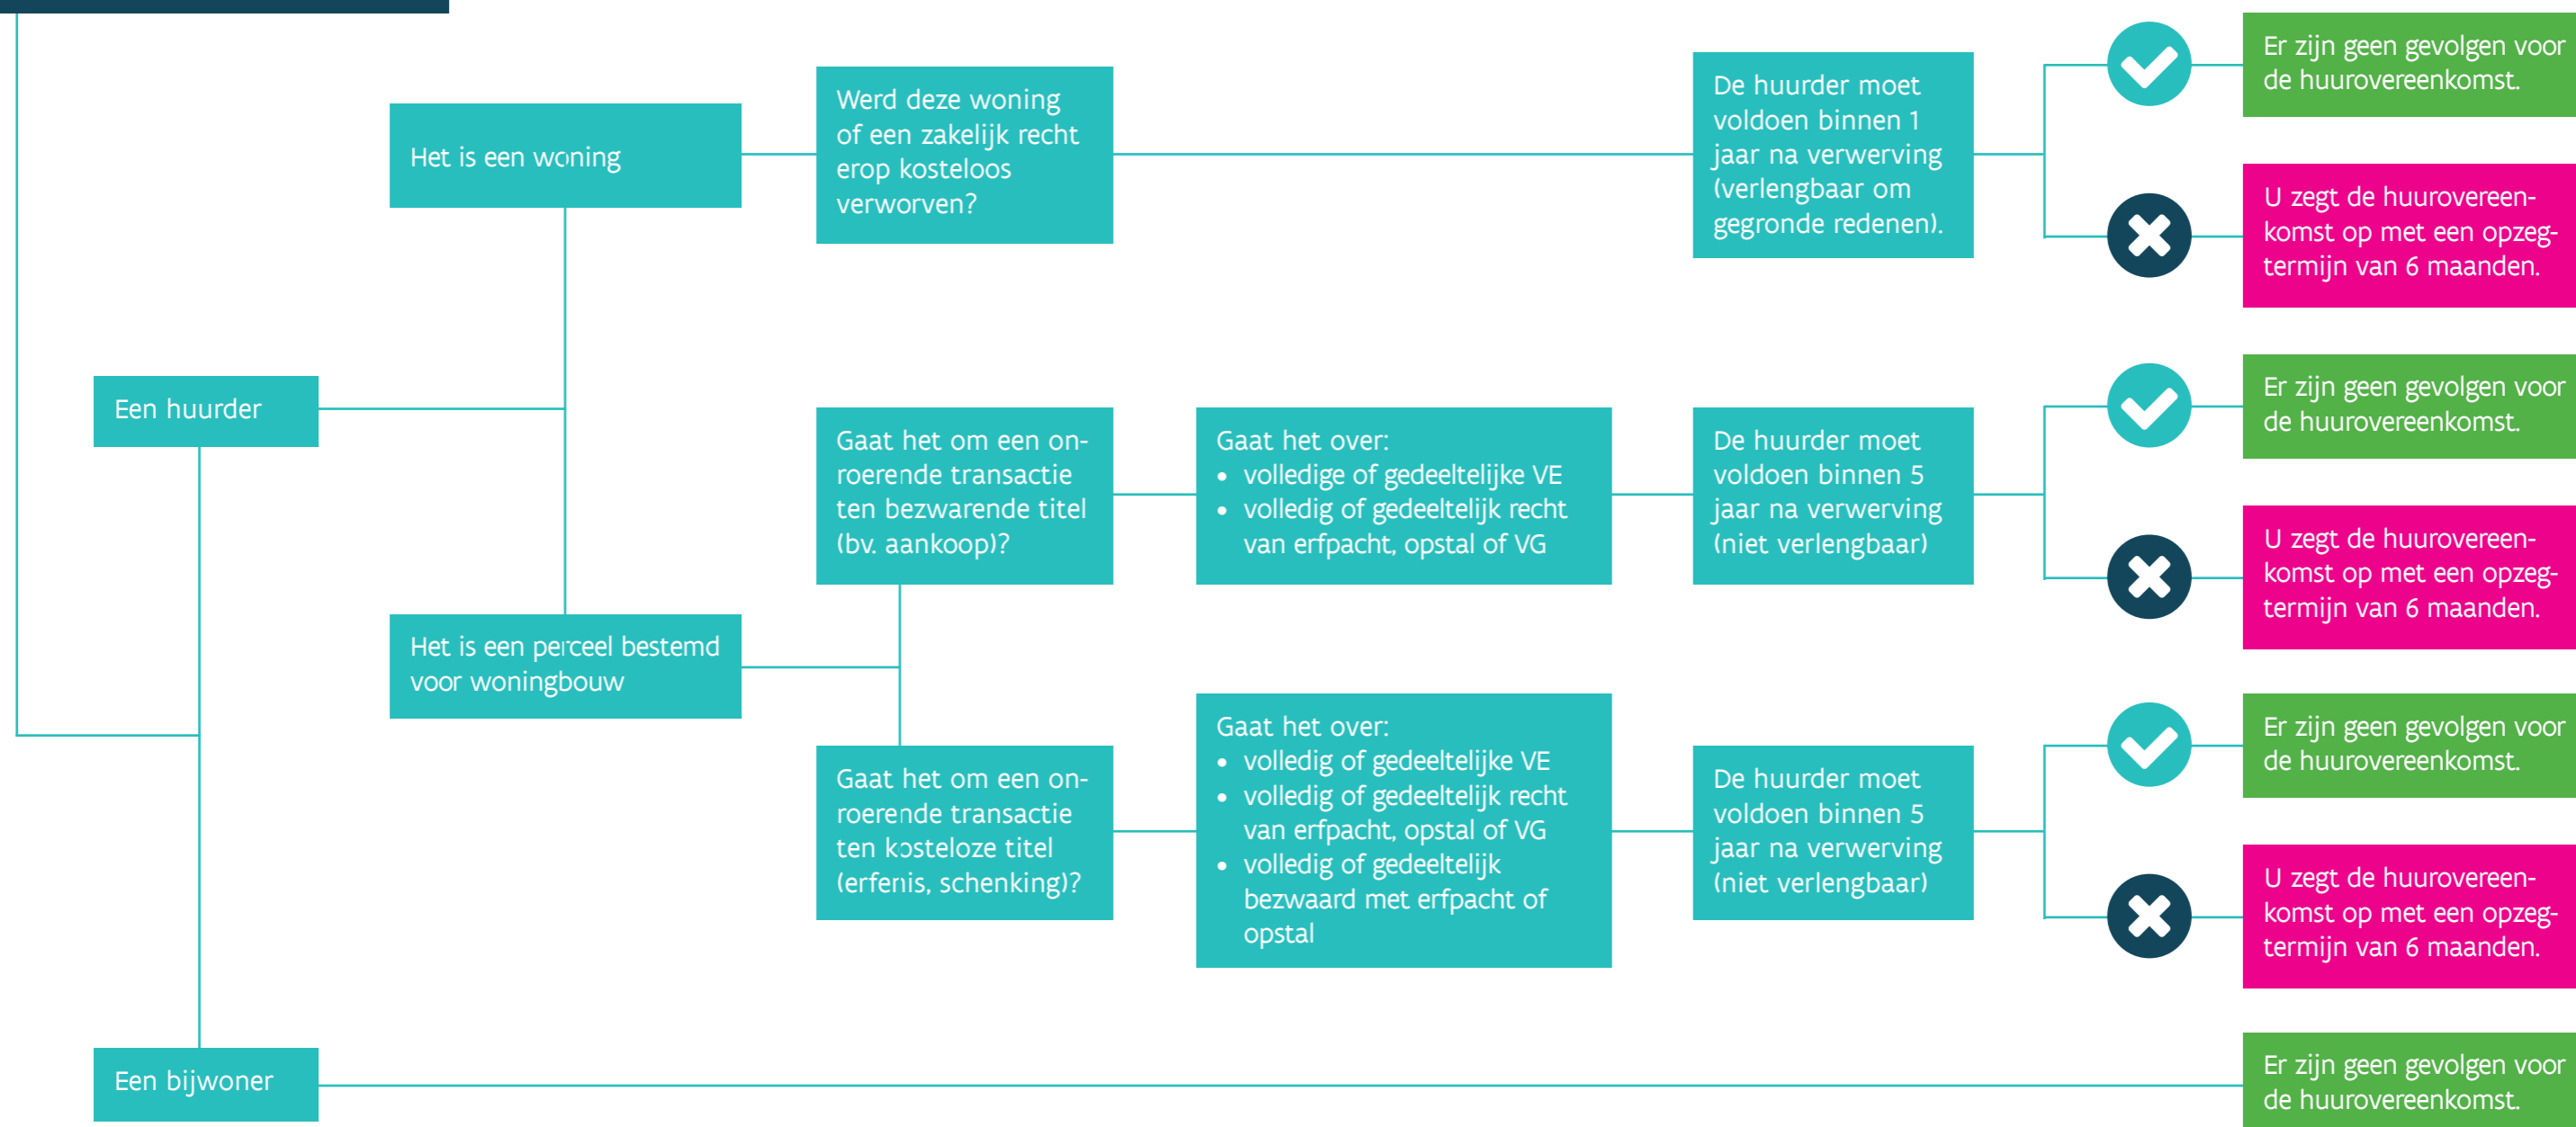 Een huurder
Het is een woning
Werd deze woning
of een zakelijk recht
erop kosteloos
verworven?
De huurder moet
voldoen binnen 1
jaar na verwerving
(verlengbaar om
gegronde redenen).
Er zijn geen gevolgen voor
de huurovereenkomst.
U zegt de huurovereen-
komst op met een opzeg-
termijn van 6 maanden.
Het is een perceel bestemd
voor woningbouw
Gaat het om een on-
roerende transactie
ten bezwarende titel
(bv. aankoop)?
Gaat het over:
• volledige of gedeeltelijke VE
• volledig of gedeeltelijk recht
van erfpacht, opstal of VG
De huurder moet
voldoen binnen 5
jaar na verwerving
(niet verlengbaar)
Er zijn geen gevolgen voor
de huurovereenkomst.
U zegt de huurovereen-
komst op met een opzeg-
termijn van 6 maanden.
Gaat het om een on-
roerende transactie
ten kosteloze titel
(erfenis, schenking)?
Gaat het over:
• volledig of gedeeltelijke VE
• volledig of gedeeltelijk recht
van erfpacht, opstal of VG
• volledig of gedeeltelijk
bezwaard met erfpacht of
opstal
De huurder moet
voldoen binnen 5
jaar na verwerving
(niet verlengbaar)
Er zijn geen gevolgen voor
de huurovereenkomst.
U zegt de huurovereen-
komst op met een opzeg-
termijn van 6 maanden.
Een bijwoner
Er zijn geen gevolgen voor
de huurovereenkomst.